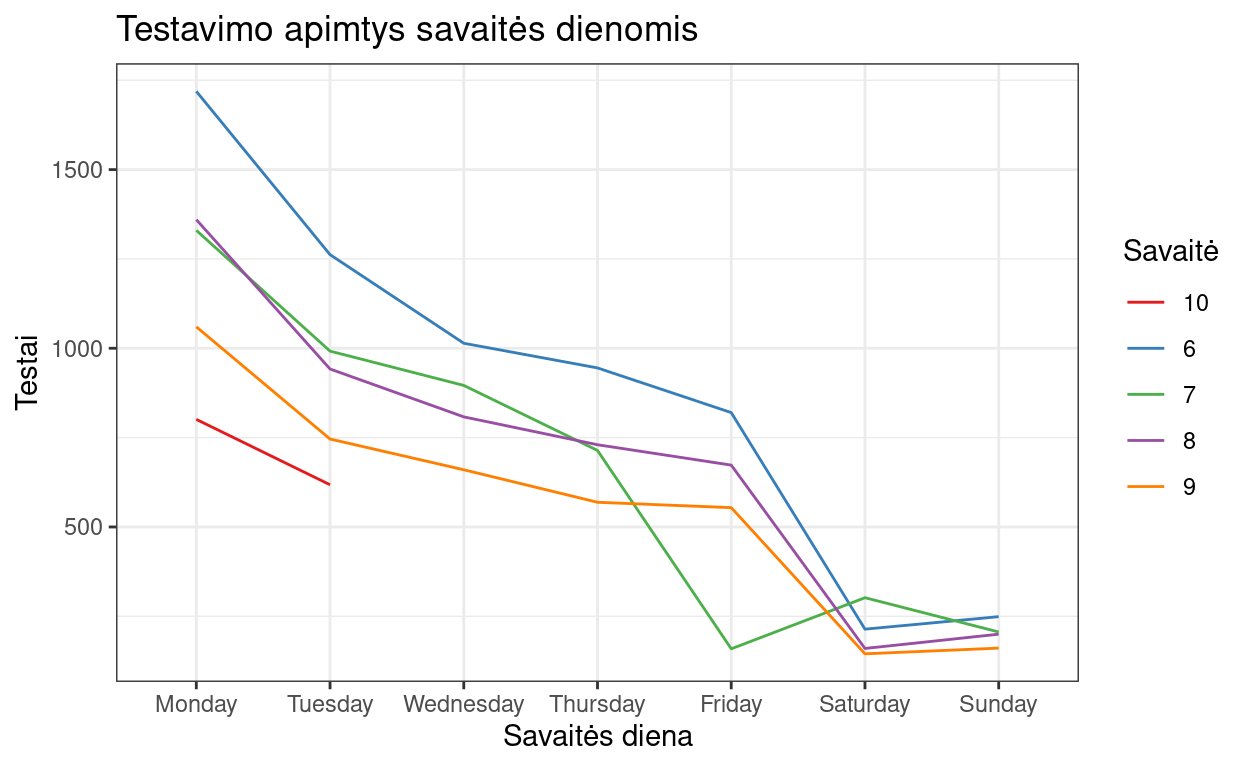 Testavimo apimtys savaitės dienomis
Testai
1500
1000
500
Monday Tuesday Wednesday Thursday Friday Saturday Sunday
Savaitės diena
Savaitė
10
6
7
8
9